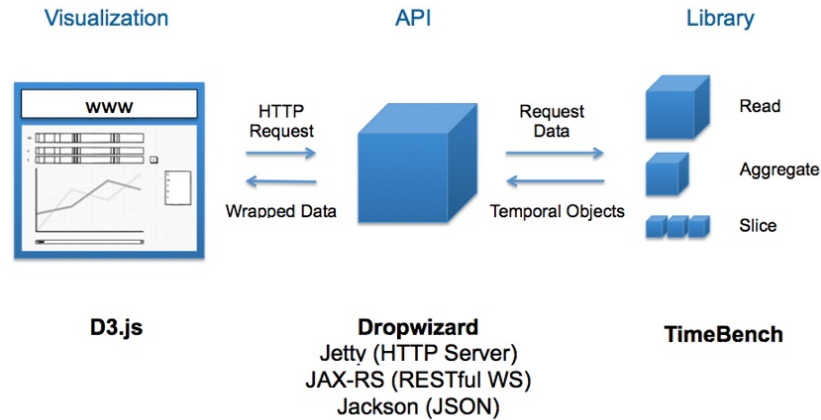 Visualization
API
Library
www
HTTP
Request
Wrapped Data
Request
Data
Temporal Objects
Read
Aggregate
Slice
D3.js
Dropwizard
Jetty (HTTP Server)
JAX-RS (RESTful WS)
Jackson (JSON)
TimeBench